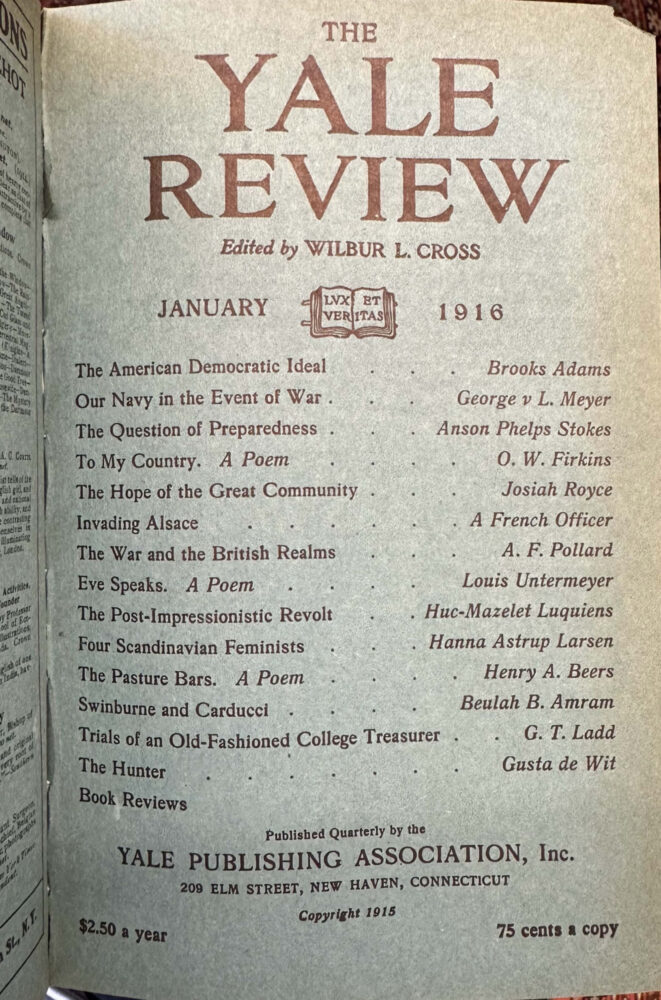 THE
YALE
REVIEW
Edited by WILBUR L. CROSS
JANUARY LVX ET VERITAS 1916
The American Democratic Ideal . . . Brooks Adams
Our Navy in the Event of War . . . George v L. Meyer
The Question of Preparedness . . . Anson Phelps Stokes
To My Country. A Poem . . . . O. W. Firkins
The Hope of the Great Community . . . Josiah Royce
Invading Alsace . . . . . . A French Officer
The War and the British Realms . . . A. F. Pollard
Eve Speaks. A Poem . . . . Louis Untermeyer
The Post-Impressionistic Revolt . . Huc-Mazelet Luquiens
Four Scandinavian Feminists . . . Hanna Astrup Larsen
The Pasture Bars. A Poem . . . . Henry A. Beers
Swinburne and Carducci . . . . Beulah B. Amram
Trials of an Old-Fashioned College Treasurer . . G. T. Ladd
The Hunter . . . . . . Gusta de Wit
Book Reviews
Published Quarterly by the
YALE PUBLISHING ASSOCIATION, Inc.
209 ELM STREET, NEW HAVEN, CONNECTICUT
Copyright 1915
$2.50 a year 75 cents a copy